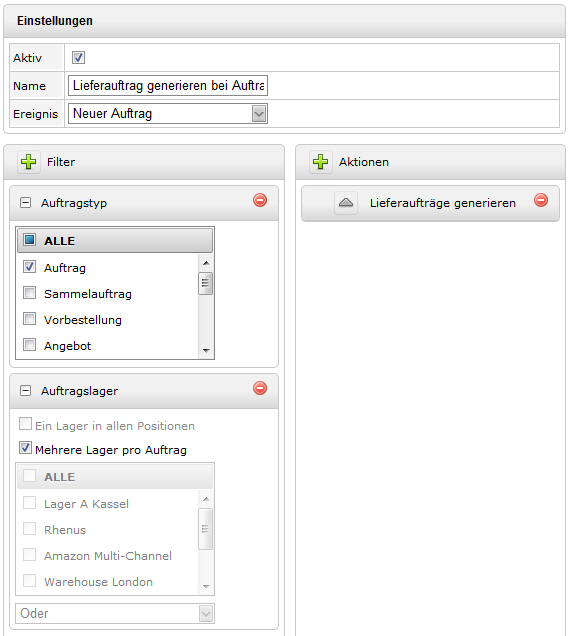 Einstellungen
Aktiv
Name Lieferauftrag generieren bei Auftra
Ereignis Neuer Auftrag
Filter
Auftragstyp
ALLE
Auftrag
Sammelauftrag
Vorbestellung
Angebot
Auftragslager
Ein Lager in allen Positionen
Mehrere Lager pro Auftrag
ALLE
Lager A Kassel
Rhenus
Amazon Multi-Channel
Warehouse London
Oder
Aktionen
Lieferaufträge generieren